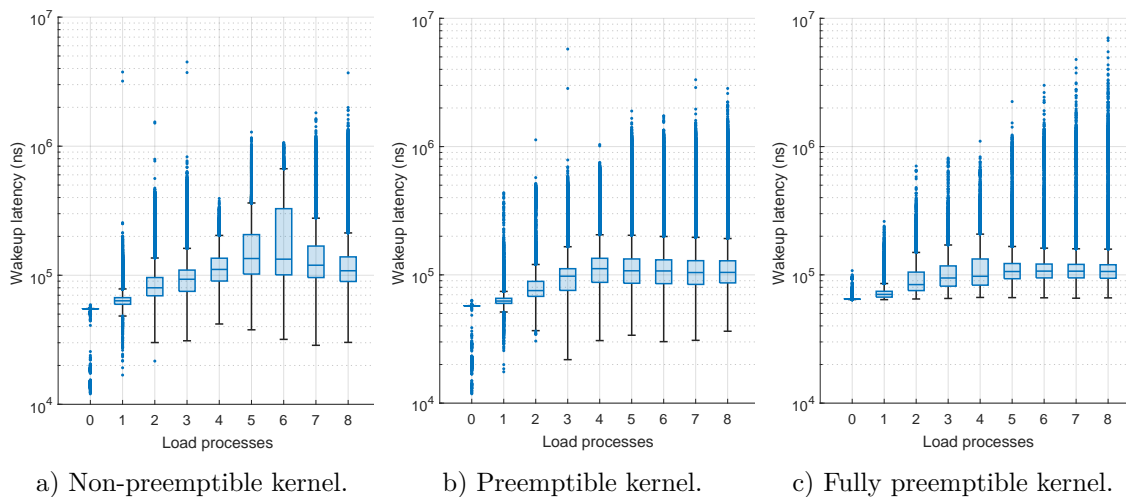 10^7
10^6
10^5
10^4
Wakeup latency (ns)
0 1 2 3 4 5 6 7 8
Load processes
a) Non-preemptible kernel.
10^7
10^6
10^5
10^4
Wakeup latency (ns)
0 1 2 3 4 5 6 7 8
Load processes
b) Preemptible kernel.
10^7
10^6
10^5
10^4
Wakeup latency (ns)
0 1 2 3 4 5 6 7 8
Load processes
c) Fully preemptible kernel.